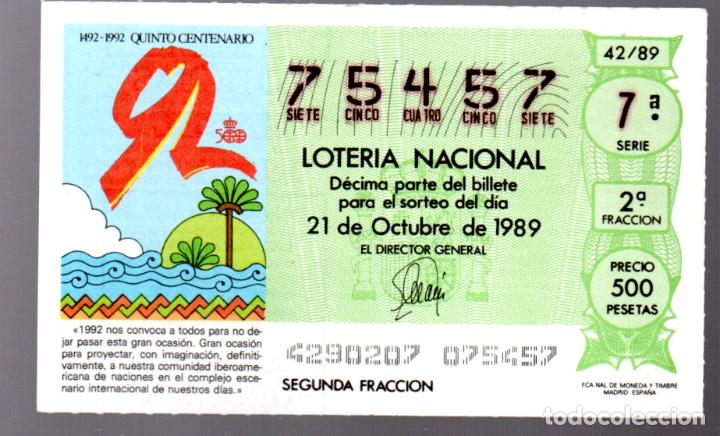 1492-1992 QUINTO CENTENARIO
92
500
7 5 4 5 7
SIETE CINCO CUATRO CINCO SIETE
LOTERIA NACIONAL
Décima parte del billete
para el sorteo del día
21 de Octubre de 1989
EL DIRECTOR GENERAL
4290207 075457
SEGUNDA FRACCION
42/89
7ª
SERIE
2ª
FRACCION
PRECIO
500
PESETAS
FCA NAL DE MONEDA Y TIMBRE
MADRID ESPAÑA
«1992 nos convoca a todos para no de-
jar pasar esta gran ocasión. Gran ocasión
para proyectar, con imaginación, definiti-
vamente, a nuestra comunidad iberoame-
ricana de naciones en el complejo esce-
nario internacional de nuestros días.»
todocoleccion.net